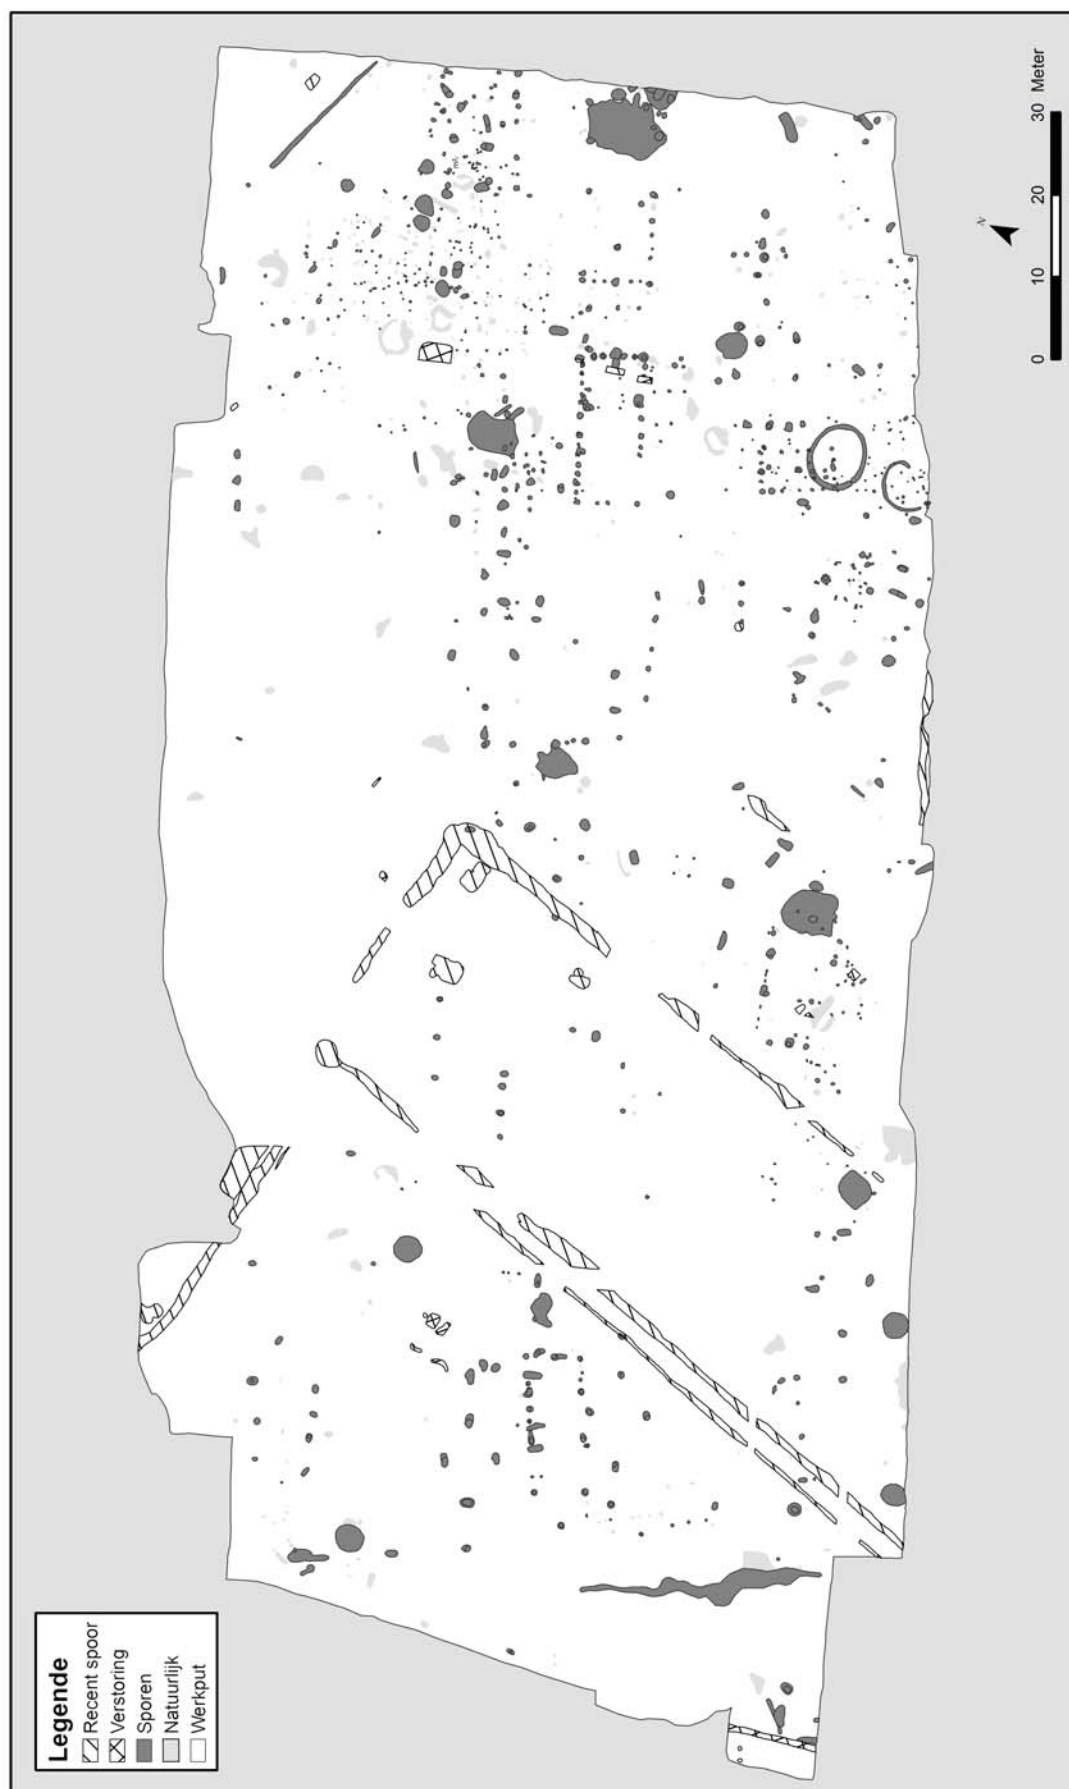 Legende
Recent spoor
Verstoring
Sporen
Natuurlijk
Werkput
N
0 10 20 30 Meter